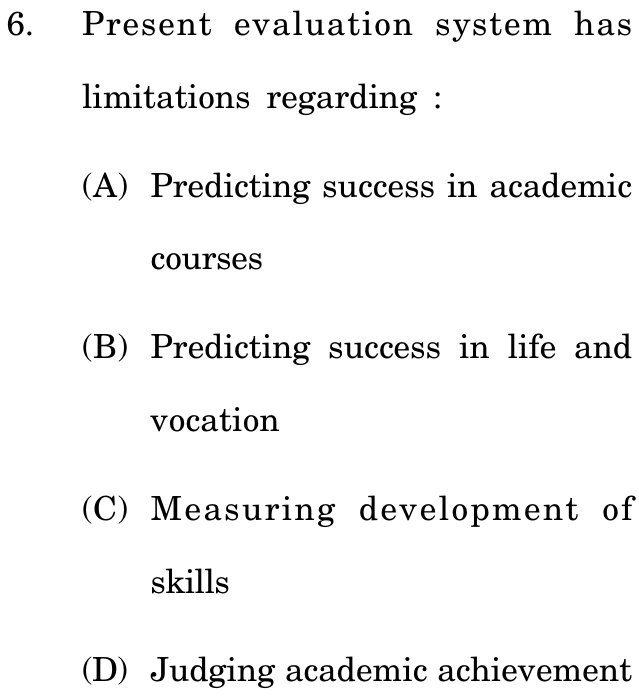 6. Present evaluation system has
limitations regarding :
(A) Predicting success in academic
courses
(B) Predicting success in life and
vocation
(C) Measuring development of
skills
(D) Judging academic achievement